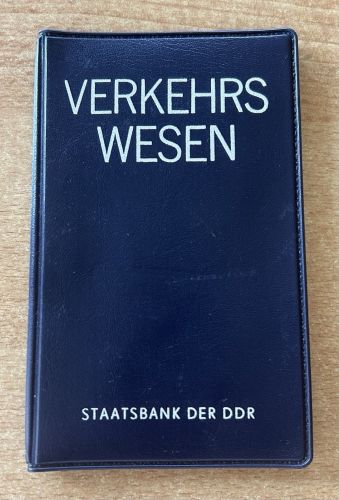 VERKEHRS
WESEN
STAATSBANK DER DDR